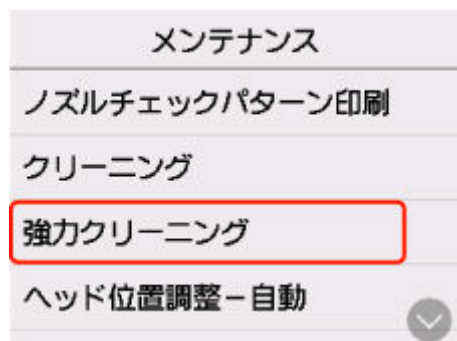 メンテナンス
ノズルチェックパターン印刷
クリーニング
強力クリーニング
ヘッド位置調整－自動